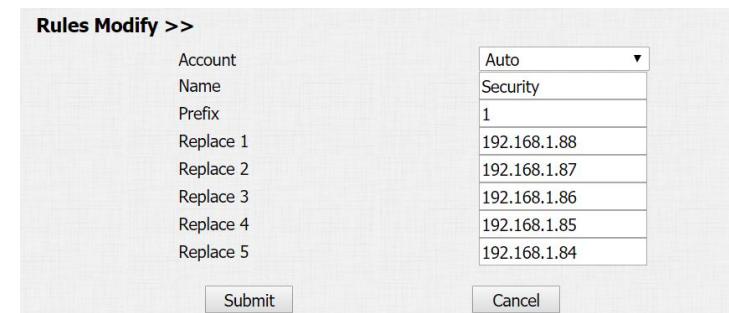 Rules Modify >>
Account Auto
Name Security
Prefix 1
Replace 1 192.168.1.88
Replace 2 192.168.1.87
Replace 3 192.168.1.86
Replace 4 192.168.1.85
Replace 5 192.168.1.84
Submit Cancel